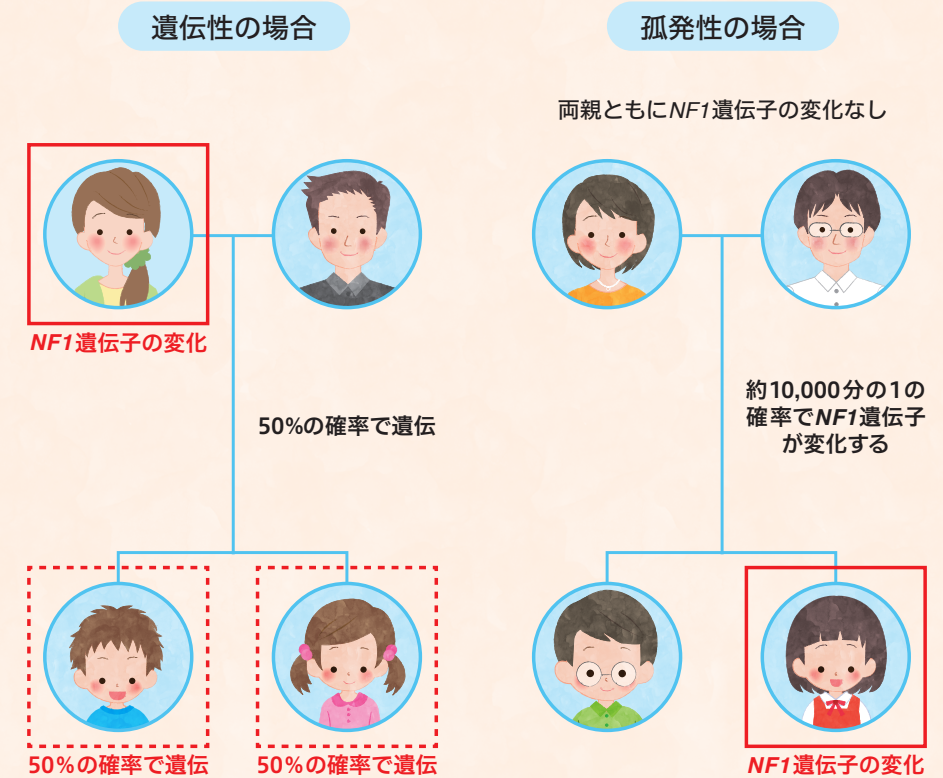 遺伝性の場合
NF1遺伝子の変化
50%の確率で遺伝
50%の確率で遺伝
50%の確率で遺伝
孤発性の場合
両親ともにNF1遺伝子の変化なし
約10,000分の1の
確率でNF1遺伝子
が変化する
NF1遺伝子の変化